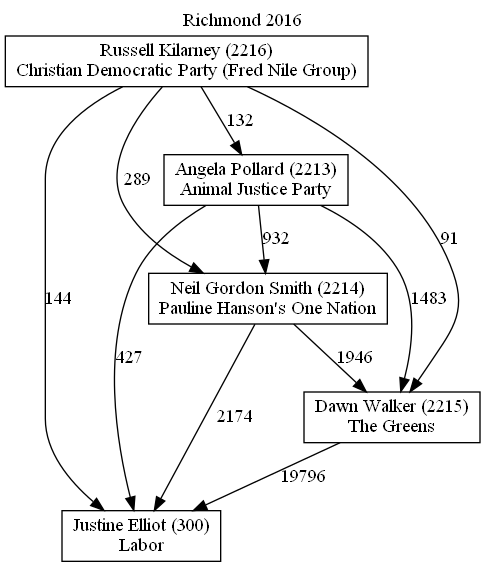 Richmond 2016
Russell Kilarney (2216)
Christian Democratic Party (Fred Nile Group)
132
Angela Pollard (2213)
Animal Justice Party
289
932
91
Neil Gordon Smith (2214)
Pauline Hanson's One Nation
144
1483
427
1946
Dawn Walker (2215)
The Greens
2174
19796
Justine Elliot (300)
Labor